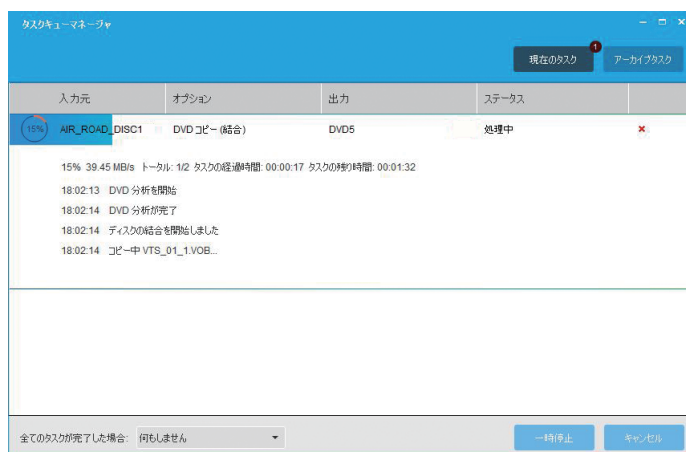 タスクキューマネージャ
現在のタスク 1 アーカイブタスク
入力元 オプション 出力 ステータス
15% AIR_ROAD_DISC1 DVD コピー (結合) DVD5 処理中
15% 39.45 MB/s トータル: 1/2 タスクの経過時間: 00:00:17 タスクの残り時間: 00:01:32
18:02:13 DVD 分析を開始
18:02:14 DVD 分析が完了
18:02:14 ディスクの結合を開始しました
18:02:14 コピー中 VTS_01_1.VOB...
全てのタスクが完了した場合: 何もしません 一時停止 キャンセル